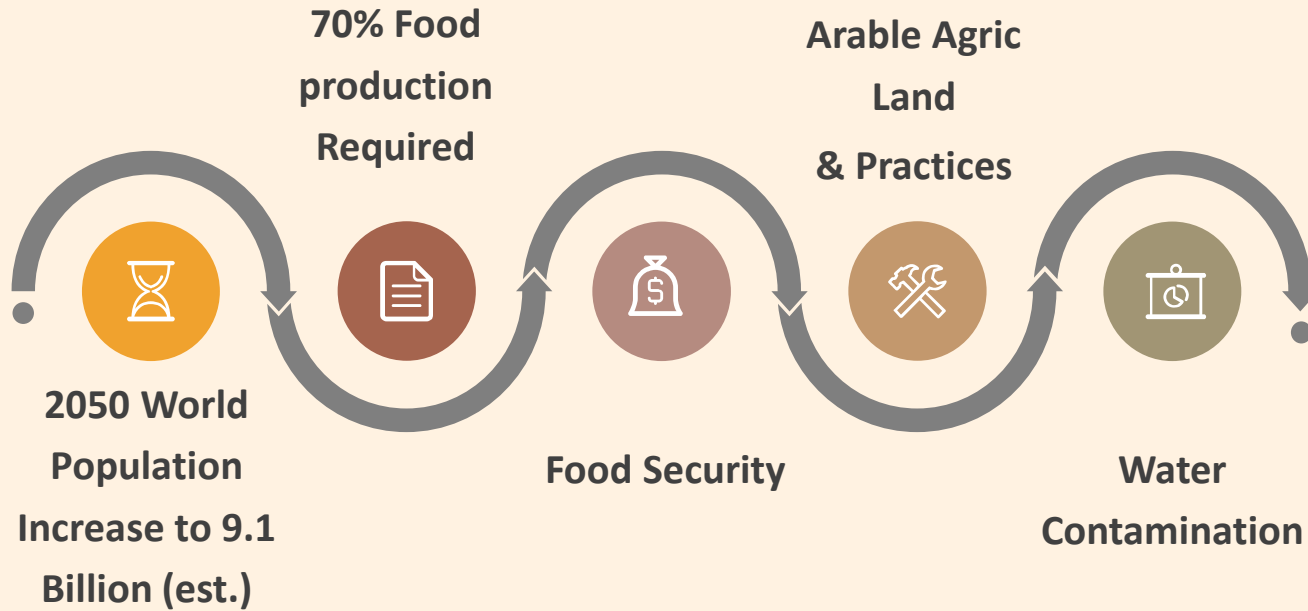 2050 World
Population
Increase to 9.1
Billion (est.)
70% Food
production
Required
$
Food Security
Arable Agric
Land
& Practices
Water
Contamination